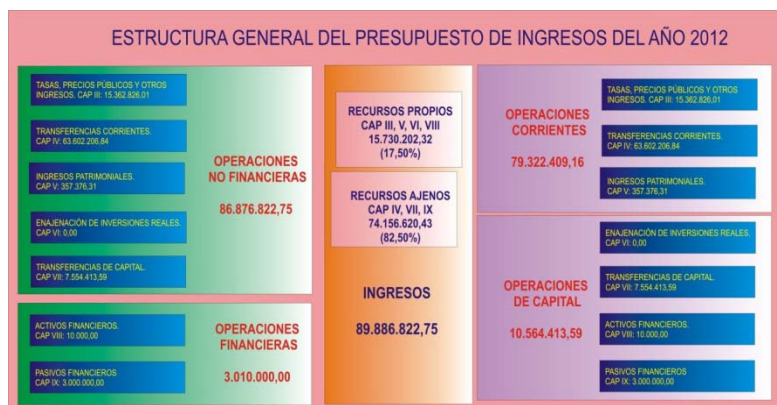 ESTRUCTURA GENERAL DEL PRESUPUESTO DE INGRESOS DEL AÑO 2012
TASAS, PRECIOS PÚBLICOS Y OTROS
INGRESOS. CAP III: 15.362.826,01
TRANSFERENCIAS CORRIENTES.
CAP IV: 63.602.206,84
INGRESOS PATRIMONIALES.
CAP V: 357.376,31
ENAJENACIÓN DE INVERSIONES REALES.
CAP VI: 0,00
TRANSFERENCIAS DE CAPITAL.
CAP VII: 7.554.413,59
OPERACIONES
NO FINANCIERAS
86.876.822,75
ACTIVOS FINANCIEROS.
CAP VIII: 10.000,00
PASIVOS FINANCIEROS
CAP IX: 3.000.000,00
OPERACIONES
FINANCIERAS
3.010.000,00
RECURSOS PROPIOS
CAP III, V, VI, VIII
15.730.202,32
(17,50%)
RECURSOS AJENOS
CAP IV, VII, IX
74.156.620,43
(82,50%)
INGRESOS
89.886.822,75
OPERACIONES
CORRIENTES
79.322.409,16
TASAS, PRECIOS PÚBLICOS Y OTROS
INGRESOS. CAP III: 15.362.826,01
TRANSFERENCIAS CORRIENTES.
CAP IV: 63.602.206,84
INGRESOS PATRIMONIALES.
CAP V: 357.376,31
OPERACIONES
DE CAPITAL
10.564.413,59
ENAJENACIÓN DE INVERSIONES REALES.
CAP VI: 0,00
TRANSFERENCIAS DE CAPITAL.
CAP VII: 7.554.413,59
ACTIVOS FINANCIEROS.
CAP VIII: 10.000,00
PASIVOS FINANCIEROS
CAP IX: 3.000.000,00